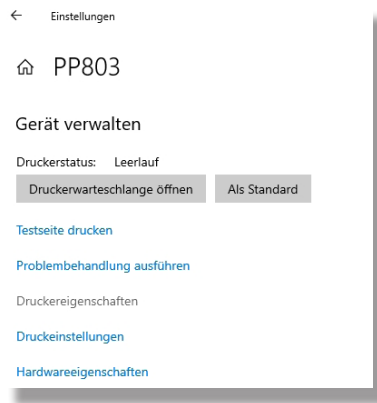 Einstellungen
PP803
Gerät verwalten
Druckerstatus: Leerlauf
Druckerwarteschlange öffnen Als Standard
Testseite drucken
Problembehandlung ausführen
Druckereigenschaften
Druckeinstellungen
Hardwareeigenschaften